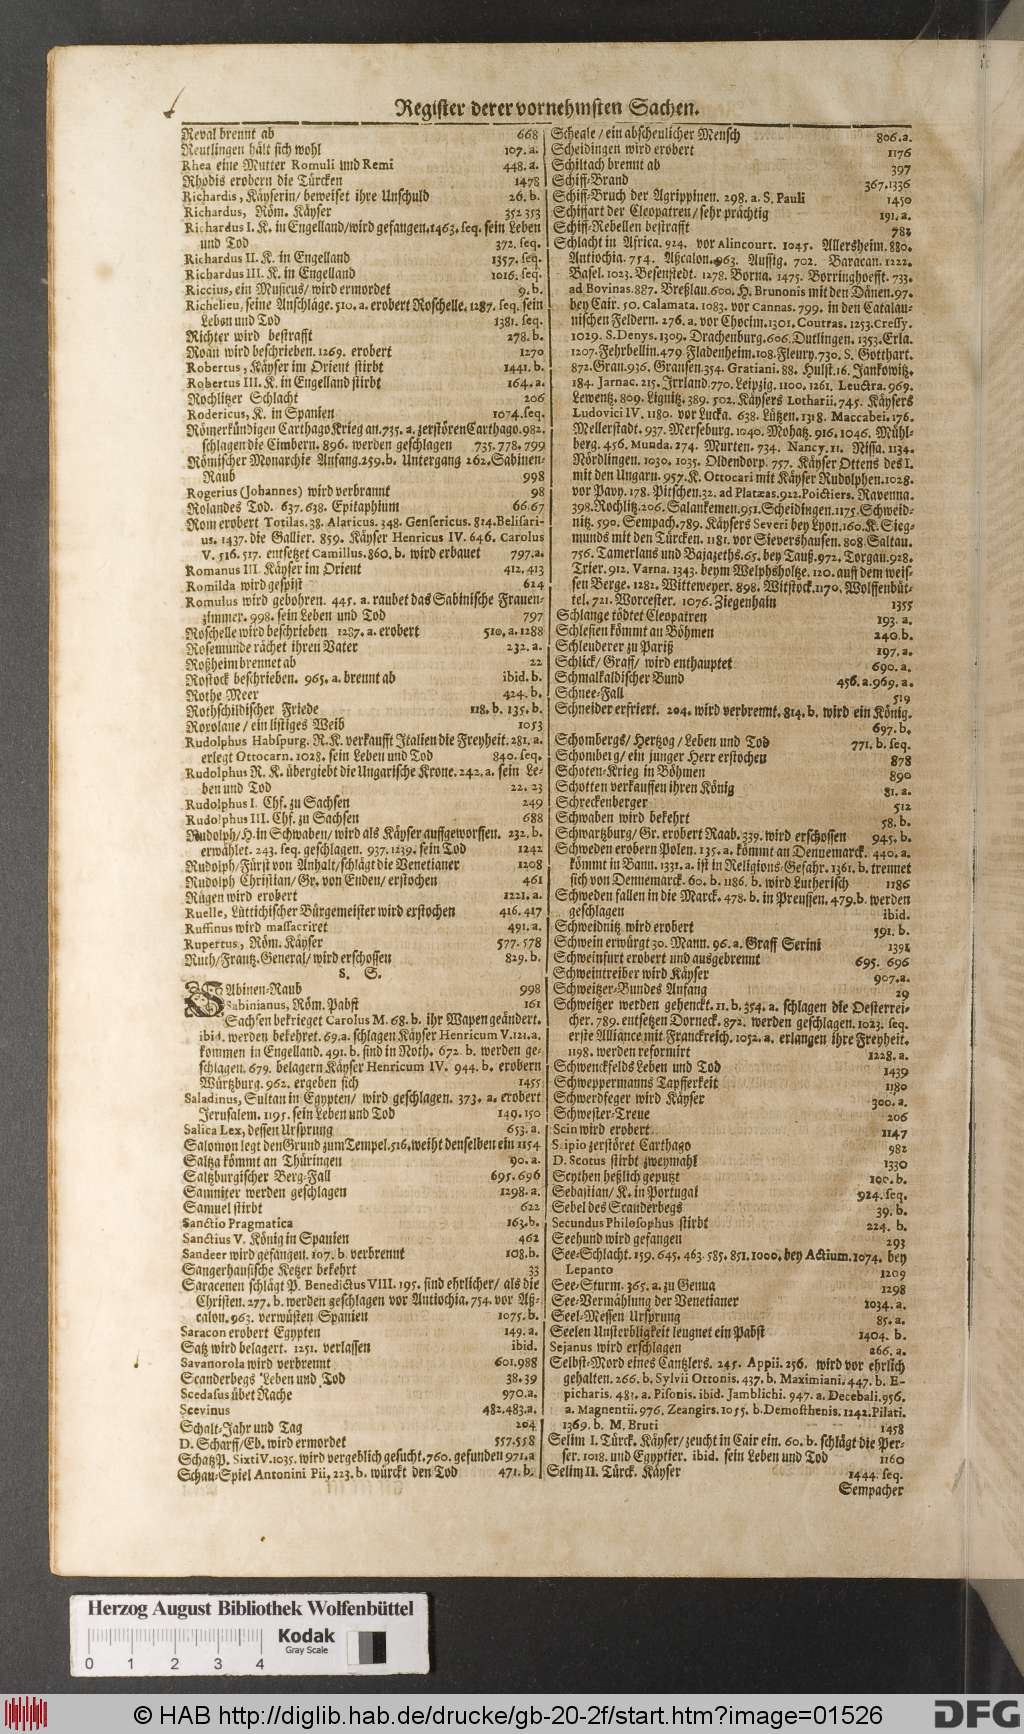 Register derer vornehmsten Sachen.
Reval brennt ab 668
Reutlingen hält sich wohl 107. a.
Rhea eine Mutter Romuli und Remi 448. a.
Rhodis erobern die Türcken 1478
Richardis, Käyserin/ beweiset ihre Unschuld 26. b.
Richardus, Röm. Käyser 352 353
Richardus I. K. in Engelland/wird gefangen. 1463. seq. sein Leben
und Tod 372. seq.
Richardus II. K. in Engelland 1357. seq.
Richardus III. K. in Engelland 1016. seq.
Riccius, ein Musicus/ wird ermordet 9. b.
Richelieu, seine Anschläge. 510. a. erobert Roschelle. 1287. seq. sein
Leben und Tod 1381. seq.
Richter wird bestrafft 278. b.
Roan wird beschrieben. 1269. erobert 1270
Robertus, Käyser im Orient stirbt 1441. b.
Robertus III. K. in Engelland stirbt 164. a.
Rochlitzer Schlacht 206
Rodericus, K. in Spanien 1074. seq.
Römer kündigen Carthago Krieg an. 735. a. zerstören Carthago. 982.
schlagen die Cimbern. 896. werden geschlagen 735. 778. 799
Römischer Monarchie Anfang. 259. b. Untergang 262. Sabinen-
Raub 998
Rogerius (Johannes) wird verbrannt 98
Rolandes Tod. 637. 638. Epitaphium 66. 67
Rom erobert Totilas. 38. Alaricus. 348. Gensericus. 814. Belisari-
us. 1437. die Gallier. 859. Käyser Henricus IV. 646. Carolus
V. 516. 517. entsetzet Camillus. 860. b. wird erbauet 797. a.
Romanus III. Käyser im Orient 412. 413
Romilda wird gespist 614
Romulus wird gebohren. 445. a. raubet das Sabinische Frauen-
zimmer. 998. sein Leben und Tod 797
Roschelle wird beschrieben 1287. a. erobert 510. a. 1288
Rosemunde rächet ihren Vater 232. a.
Roßheim brennet ab 22
Rostock beschrieben. 965. a. brennt ab ibid. b.
Rothe Meer 424. b.
Rothschildischer Friede 118. b. 135. b.
Roxolane/ ein listiges Weib 1053
Rudolphus Habspurg. R. K. verkaufft Italien die Freyheit. 281. a.
erlegt Ottocarn. 1028. sein Leben und Tod 840. seq.
Rudolphus R. K. übergiebt die Ungarische Krone. 242. a. sein Le-
ben und Tod 22. 23
Rudolphus I. Chf. zu Sachsen 249
Rudolphus III. Chf. zu Sachsen 688
Rudolph/ H. in Schwaben/ wird als Käyser auffgeworffen. 232. b.
erwählet. 243. seq. geschlagen. 937. 1239. sein Tod 1242
Rudolph/ Fürst von Anhalt/ schlägt die Venetianer 1208
Rudolph Christian/ Gr. von Enden/ erstochen 461
Rügen wird erobert 1221. a.
Ruelle, Lüttichischer Bürgemeister wird erstochen 416. 417
Ruffinus wird massacriret 491. a.
Rupertus, Röm. Käyser 577. 578
Ruth/ Frantz. General/ wird erschossen 829. b.
S. S.
SAbinen-Raub 998
Sabinianus, Röm. Pabst 161
Sachsen bekrieget Carolus M. 68. b. ihr Wapen geändert.
ibid. werden bekehret. 69. a. schlagen Käyser Henricum V. 121. a.
kommen in Engelland. 491. b. sind in Noth. 672. b. werden ge-
schlagen. 679. belagern Käyser Henricum IV. 944. b. erobern
Würtzburg. 962. ergeben sich 1455
Saladinus, Sultan in Egypten/ wird geschlagen. 373. a. erobert
Jerusalem. 1195. sein Leben und Tod 149. 150
Salica Lex, dessen Ursprung 653. a.
Salomon legt den Grund zum Tempel. 516. weiht denselben ein 1154
Saltza kömmt an Thüringen 90. a.
Saltzburgischer Berg-Fall 695. 696
Samniter werden geschlagen 1298. a.
Samuel stirbt 622
Sanctio Pragmatica 163. b.
Sanctius V. König in Spanien 462
Sandeer wird gefangen. 107. b. verbrennt 108. b.
Sangerhausische Ketzer bekehrt 33
Saracenen schlägt P. Benedictus VIII. 195. sind ehrlicher/ als die
Christen. 277. b. werden geschlagen vor Antiochia. 754. vor Aß-
calon. 963. verwüsten Spanien 1075. b.
Saracon erobert Egypten 149. a.
Satz wird belagert. 1251. verlassen ibid.
Savanorola wird verbrennt 601. 988
Scanderbegs Leben und Tod 38. 39
Scedasus übet Rache 970. a.
Scevinus 482. 483. a.
Schalt-Jahr und Tag 204
D. Scharff/ Eb. wird ermordet 557. 558
Schatz P. Sixti V. 1035. wird vergeblich gesucht. 760. gefunden 971. a
Schau-Spiel Antonini Pii, 223. b. würckt den Tod 471. b.
Scheale/ ein abscheulicher Mensch 806. a.
Scheidingen wird erobert 1176
Schiltach brennt ab 397
Schiff-Brand 367. 1336
Schiff-Bruch der Agrippinen. 298. a. S. Pauli 1450
Schiffart der Cleopatren/ sehr prächtig 191. a.
Schiff-Rebellen bestrafft 782
Schlacht in Africa. 924. vor Alincourt. 1045. Allersheim. 880.
Antiochia. 754. Aßcalon. 963. Aussig. 702. Baracan. 1222.
Basel. 1023. Besenstedt. 1278. Borna. 1475. Borringhoefft. 733.
ad Bovinas. 887. Breßlau. 600. H. Brunonis mit den Dänen. 97.
bey Cair. 50. Calamata. 1083. vor Cannas. 799. in den Catalau-
nischen Feldern. 276. a. vor Chocim. 1301. Coutras. 1253. Cressy.
1029. S. Denys. 1309. Drachenburg. 606. Dutlingen. 1353. Erla.
1207. Fehrbellin. 479. Fladenheim. 108. Fleury. 730. S. Gotthart.
872. Gran. 936. Gransen. 354. Gratiani. 88. Hulst. 16. Jankowitz.
184. Jarnac. 215. Irrland. 770. Leipzig. 1100. 1261. Leuctra. 969.
Lewentz. 809. Lignitz. 389. 502. Käysers Lotharii. 745. Käysers
Ludovici IV. 1180. vor Lucka. 638. Lützen. 1318. Maccabei. 176.
Mellerstadt. 937. Merseburg. 1040. Mohatz. 916. 1046. Mühl-
berg. 456. Munda. 174. Murten. 734. Nancy. 11. Nissa. 1134.
Nördlingen. 1030. 1035. Oldendorp. 757. Käyser Ottens des I.
mit den Ungarn. 957. K. Ottocari mit Käyser Rudolphen. 1028.
vor Pavy. 178. Pitschen. 32. ad Platæas. 922. Poictiers. Ravenna.
398. Rochlitz. 206. Salankemen. 951. Scheidingen. 1175. Schweid-
nitz. 590. Sempach. 789. Käysers Severi bey Lyon. 160. K. Sieg-
munds mit den Türcken. 1181. vor Sievershausen. 808. Saltau.
756. Tamerlans und Bajazeths. 65. bey Tauß. 972. Torgau. 928.
Trier. 912. Varna. 1343. beym Welphsholtze. 120. auff dem weis-
sen Berge. 1282. Witteweyer. 898. Witstock. 1170. Wolffenbüt-
tel. 721. Worcester. 1076. Ziegenhain 1355
Schlange tödtet Cleopatren 193. a.
Schlesien kömmt an Böhmen 240. b.
Schleuderer zu Pariß 197. a.
Schlick/ Graff/ wird enthauptet 690. a.
Schmalkaldischer Bund 456. a. 969. a.
Schnee-Fall 519
Schneider erfriert. 204. wird verbrennt. 814. b. wird ein König.
697. b.
Schombergs/ Hertzog/ Leben und Tod 771. b. seq.
Schomberg/ ein junger Herr erstochen 878
Schoten-Krieg in Böhmen 890
Schotten verkauffen ihren König 81. a.
Schreckenberger 512
Schwaben wird bekehrt 58. b.
Schwartzburg/ Gr. erobert Raab. 339. wird erschossen 945. b.
Schweden erobern Polen. 135. a. kömmt an Dennemarck. 440. a.
kömmt in Bann. 1331. a. ist in Religions-Gefahr. 1361. b. trennet
sich von Dennemarck. 60. b. 1186. b. wird Lutherisch 1186
Schweden fallen in die Marck. 478. b. in Preussen. 479. b. werden
geschlagen ibid.
Schweidnitz wird erobert 591. b.
Schwein erwürgt 30. Mann. 96. a. Graff Serini 1391
Schweinfurt erobert und ausgebrennt 695. 696
Schweintreiber wird Käyser 907. a.
Schweitzer-Bundes Anfang 29
Schweitzer werden gehenckt. 11. b. 354. a. schlagen die Oesterrei-
cher. 789. entsetzen Dorneck. 872. werden geschlagen. 1023. seq.
erste Alliance mit Franckreich. 1052. a. erlangen ihre Freyheit.
1198. werden reformirt 1228. a.
Schwenckfelds Leben und Tod 1439
Schweppermanns Tapfferkeit 1180
Schwerdfeger wird Käyser 300. a.
Schwester-Treue 206
Scin wird erobert 1147
Scipio zerstöret Carthago 982
D. Scotus stirbt zweymahl 1330
Scythen heßlich geputzt 100. b.
Sebastian/ K. in Portugal 924. seq.
Sebel des Scanderbegs 39. b.
Secundus Philosophus stirbt 224. b.
Seehund wird gefangen 293
See-Schlacht. 159. 645. 463. 585. 851. 1000. bey Actium. 1074. bey
Lepanto 1209
See-Sturm. 365. a. zu Genua 1298
See-Vermählung der Venetianer 1034. a.
Seel-Messen Ursprung 85. a.
Seelen Unsterbligkeit leugnet ein Pabst 1404. b.
Sejanus wird erschlagen 266. a.
Selbst-Mord eines Cantzlers. 245. Appii. 256. wird vor ehrlich
gehalten. 266. b. Sylvii Ottonis. 437. b. Maximiani. 447. b. E-
picharis. 483. a. Pisonis. ibid. Jamblichi. 947. a. Decebali. 956.
a. Magnentii. 976. Zeangirs. 1055. b. Demosthenis. 1242. Pilati.
1369. b. M. Bruti 1458
Selim I. Türck. Käyser/ zeucht in Cair ein. 60. b. schlägt die Per-
ser. 1018. und Egyptier. ibid. sein Leben und Tod 1160
Selim II. Türck. Käyser 1444. seq.
Sempacher
Herzog August Bibliothek Wolfenbüttel
Kodak
Gray Scale
0 1 2 3 4
© HAB http://diglib.hab.de/drucke/gb-20-2f/start.htm?image=01526
DFG